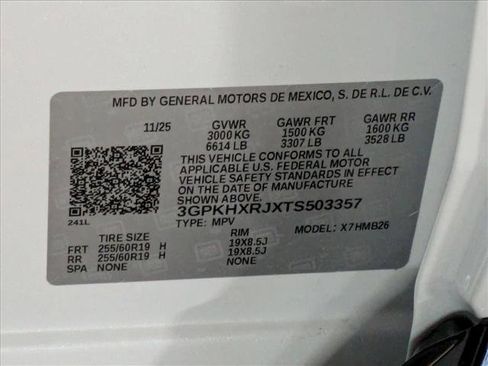 MFD BY GENERAL MOTORS DE MEXICO, S. DE R.L. DE C.V.
11/25 GVWR GAWR FRT GAWR RR
3000 KG 1500 KG 1600 KG
6614 LB 3307 LB 3528 LB
THIS VEHICLE CONFORMS TO ALL
APPLICABLE U.S. FEDERAL MOTOR
VEHICLE SAFETY STANDARDS IN EFFECT
ON THE DATE OF MANUFACTURE
SHOWN ABOVE.
3GPKHXRJXTS503357
241L TYPE: MPV MODEL: X7HMB26
TIRE SIZE RIM
FRT 255/60R19 H 19X8.5J
RR 255/60R19 H 19X8.5J
SPA NONE NONE